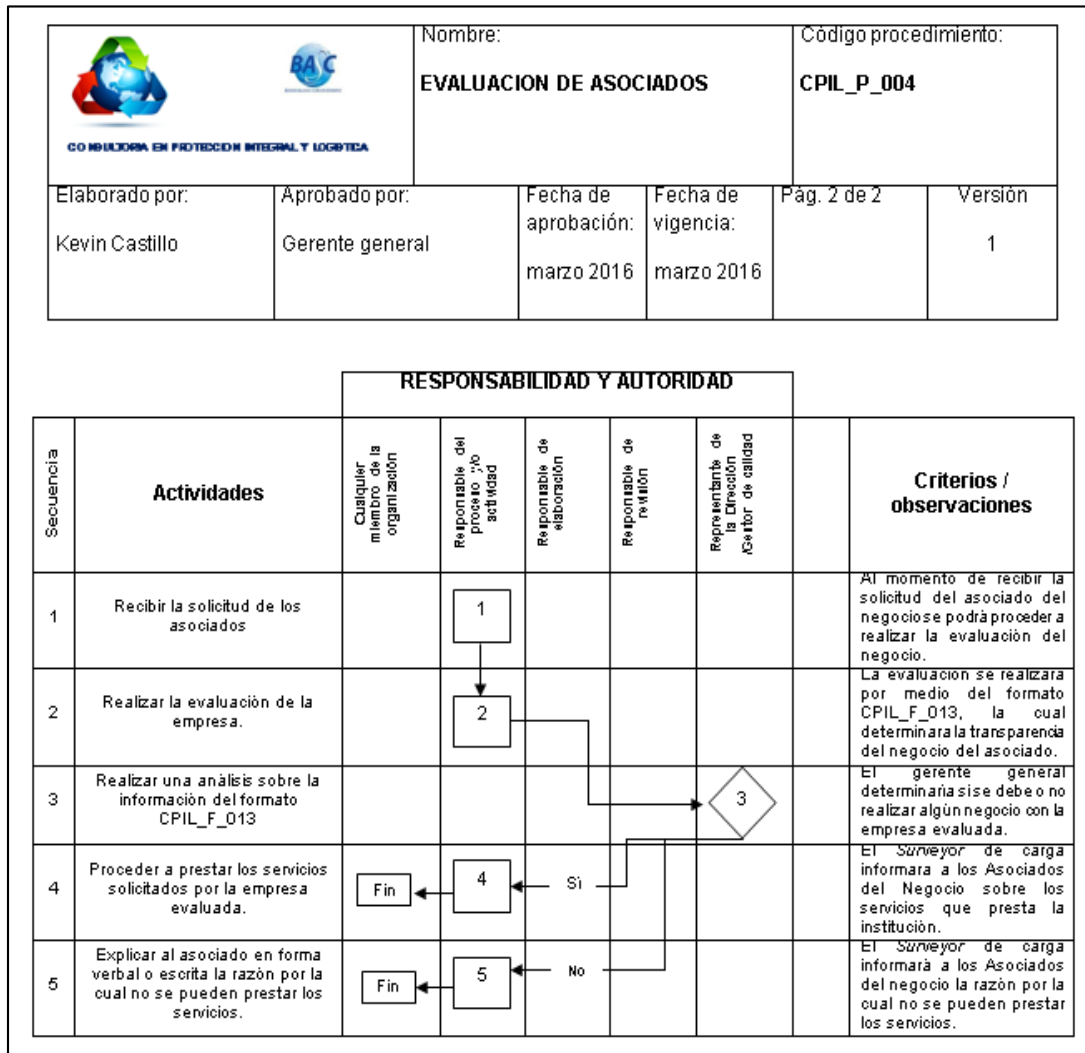 Nombre:
EVALUACION DE ASOCIADOS
Código procedimiento:
CPIL_P_004
BASC
CONSULTORIA EN PROTECCION INTEGRAL Y LOGISTICA
Elaborado por:
Kevin Castillo
Aprobado por:
Gerente general
Fecha de
aprobación:
marzo 2016
Fecha de
vigencia:
marzo 2016
Pág. 2 de 2
Versión
1
RESPONSABILIDAD Y AUTORIDAD
Secuencia
Actividades
Cualquier
miembro de la
organización
Responsable del
proceso y/o
actividad
Responsable de
elaboración
Responsable de
revisión
Representante de
la Dirección
/Gestor de calidad
Criterios /
observaciones
1
Recibir la solicitud de los
asociados
1
Al momento de recibir la
solicitud del asociado del
negocio se podrá proceder a
realizar la evaluación del
negocio.
2
Realizar la evaluación de la
empresa.
2
La evaluación se realizara
por medio del formato
CPIL_F_013, la cual
determinara la transparencia
del negocio del asociado.
3
Realizar una análisis sobre la
información del formato
CPIL_F_013
3
El gerente general
determinaría si se debe o no
realizar algún negocio con la
empresa evaluada.
4
Proceder a prestar los servicios
solicitados por la empresa
evaluada.
Fin
4
Sì
El Surveyor de carga
informara a los Asociados
del Negocio sobre los
servicios que presta la
institución.
5
Explicar al asociado en forma
verbal o escrita la razón por la
cual no se pueden prestar los
servicios.
Fin
5
No
El Surveyor de carga
informará a los Asociados
del negocio la razón por la
cual no se pueden prestar
los servicios.